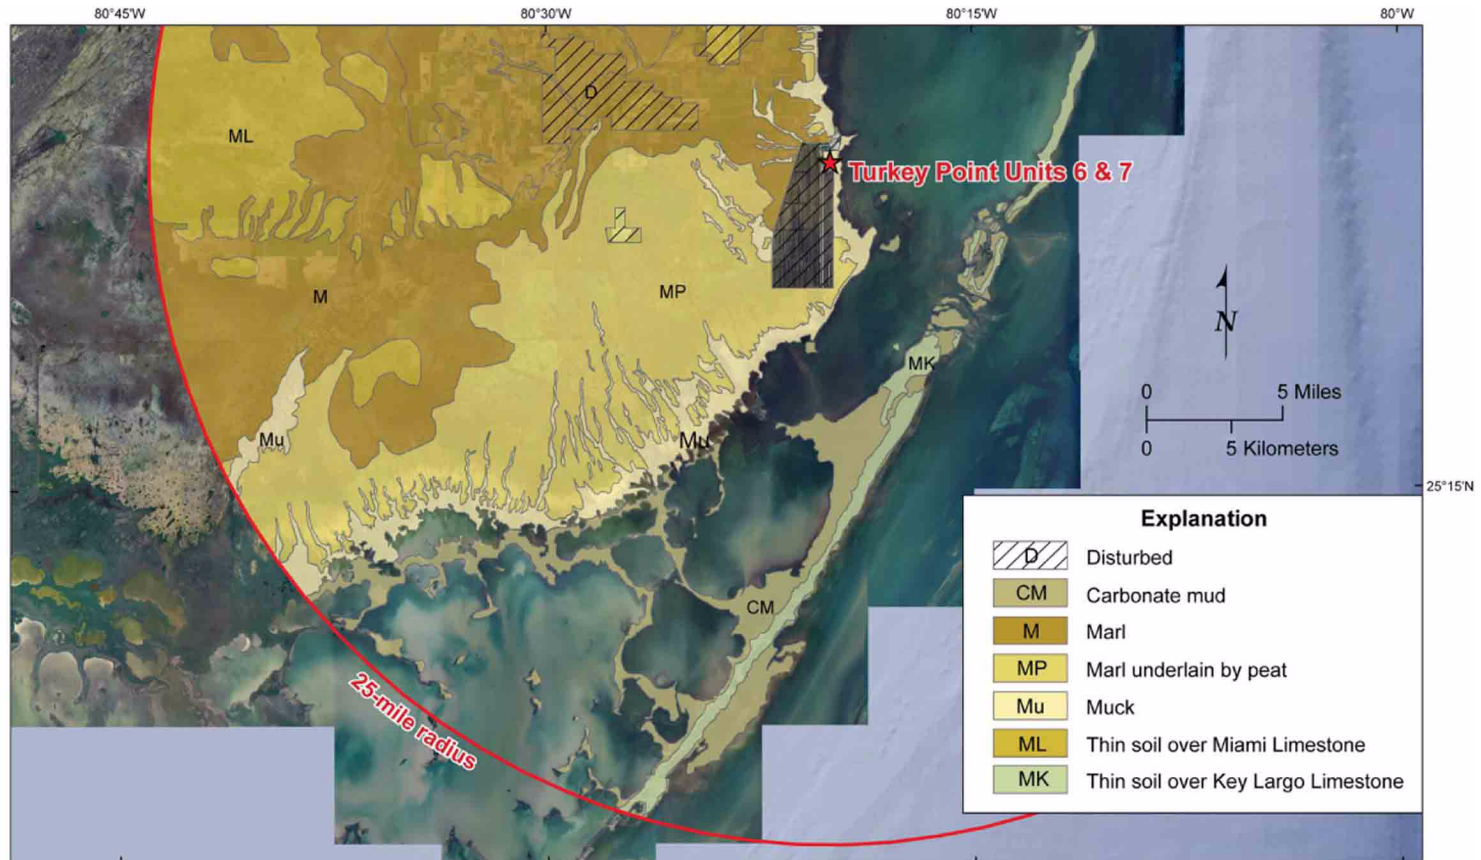 80°45'W
80°30'W
80°15'W
80°W
D
ML
Turkey Point Units 6 & 7
M
MP
N
MK
0
5 Miles
0
5 Kilometers
Mu
Mu
25°15'N
CM
25-mile radius
Explanation
D Disturbed
CM Carbonate mud
M Marl
MP Marl underlain by peat
Mu Muck
ML Thin soil over Miami Limestone
MK Thin soil over Key Largo Limestone